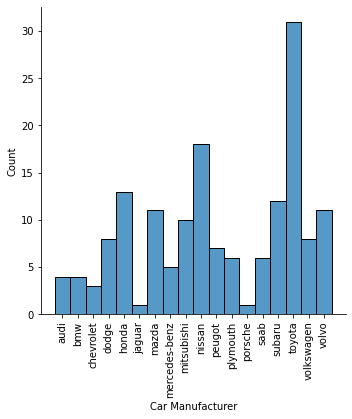 30
25
20
15
10
5
0
Count
audi
bmw
chevrolet
dodge
honda
jaguar
mazda
mercedes-benz
mitsubishi
nissan
peugot
plymouth
porsche
saab
subaru
toyota
volkswagen
volvo
Car Manufacturer